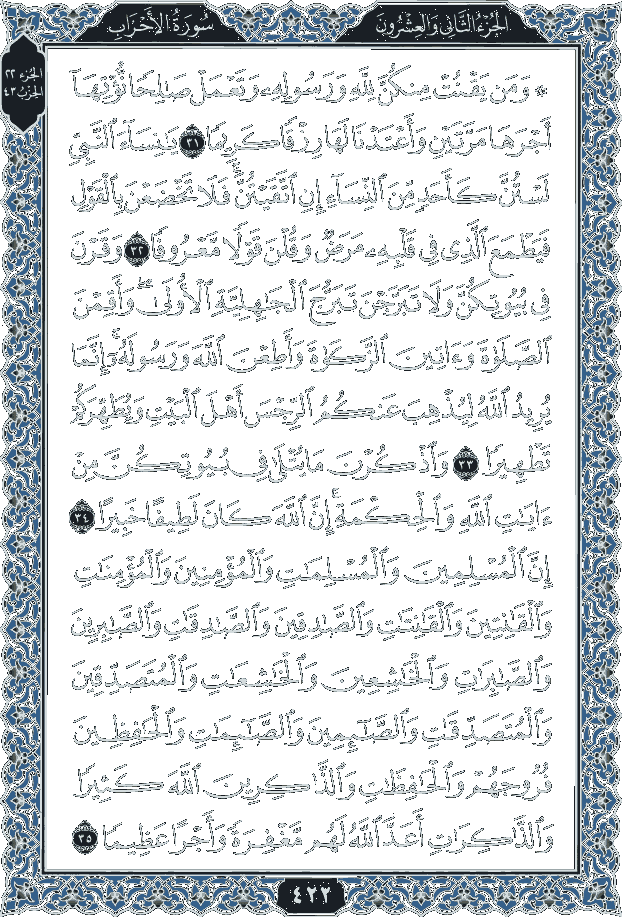 الجزء الثاني والعشرون
سورة الأحزاب
الجزء ٢٢
الحزب ٤٣
۞ وَمَن يَقْنُتْ مِنكُنَّ لِلَّهِ وَرَسُولِهِۦ وَتَعْمَلْ صَـٰلِحًا نُّؤْتِهَآ
أَجْرَهَا مَرَّتَيْنِ وَأَعْتَدْنَا لَهَا رِزْقًا كَرِيمًا ٣١ يَـٰنِسَآءَ ٱلنَّبِىِّ
لَسْتُنَّ كَأَحَدٍ مِّنَ ٱلنِّسَآءِ إِنِ ٱتَّقَيْتُنَّ ۚ فَلَا تَخْضَعْنَ بِٱلْقَوْلِ
فَيَطْمَعَ ٱلَّذِى فِى قَلْبِهِۦ مَرَضٌ وَقُلْنَ قَوْلًا مَّعْرُوفًا ٣٢ وَقَرْنَ
فِى بُيُوتِكُنَّ وَلَا تَبَرَّجْنَ تَبَرُّجَ ٱلْجَـٰهِلِيَّةِ ٱلْأُولَىٰ ۖ وَأَقِمْنَ
ٱلصَّلَوٰةَ وَءَاتِينَ ٱلزَّكَوٰةَ وَأَطِعْنَ ٱللَّهَ وَرَسُولَهُۥٓ ۚ إِنَّمَا
يُرِيدُ ٱللَّهُ لِيُذْهِبَ عَنكُمُ ٱلرِّجْسَ أَهْلَ ٱلْبَيْتِ وَيُطَهِّرَكُمْ
تَطْهِيرًا ٣٣ وَٱذْكُرْنَ مَا يُتْلَىٰ فِى بُيُوتِكُنَّ مِنْ
ءَايَـٰتِ ٱللَّهِ وَٱلْحِكْمَةِ ۚ إِنَّ ٱللَّهَ كَانَ لَطِيفًا خَبِيرًا ٣٤
إِنَّ ٱلْمُسْلِمِينَ وَٱلْمُسْلِمَـٰتِ وَٱلْمُؤْمِنِينَ وَٱلْمُؤْمِنَـٰتِ
وَٱلْقَـٰنِتِينَ وَٱلْقَـٰنِتَـٰتِ وَٱلصَّـٰدِقِينَ وَٱلصَّـٰدِقَـٰتِ وَٱلصَّـٰبِرِينَ
وَٱلصَّـٰبِرَٰتِ وَٱلْخَـٰشِعِينَ وَٱلْخَـٰشِعَـٰتِ وَٱلْمُتَصَدِّقِينَ
وَٱلْمُتَصَدِّقَـٰتِ وَٱلصَّـٰٓئِمِينَ وَٱلصَّـٰٓئِمَـٰتِ وَٱلْحَـٰفِظِينَ
فُرُوجَهُمْ وَٱلْحَـٰفِظَـٰتِ وَٱلذَّٰكِرِينَ ٱللَّهَ كَثِيرًا
وَٱلذَّٰكِرَٰتِ أَعَدَّ ٱللَّهُ لَهُم مَّغْفِرَةً وَأَجْرًا عَظِيمًا ٣٥
٤٢٢